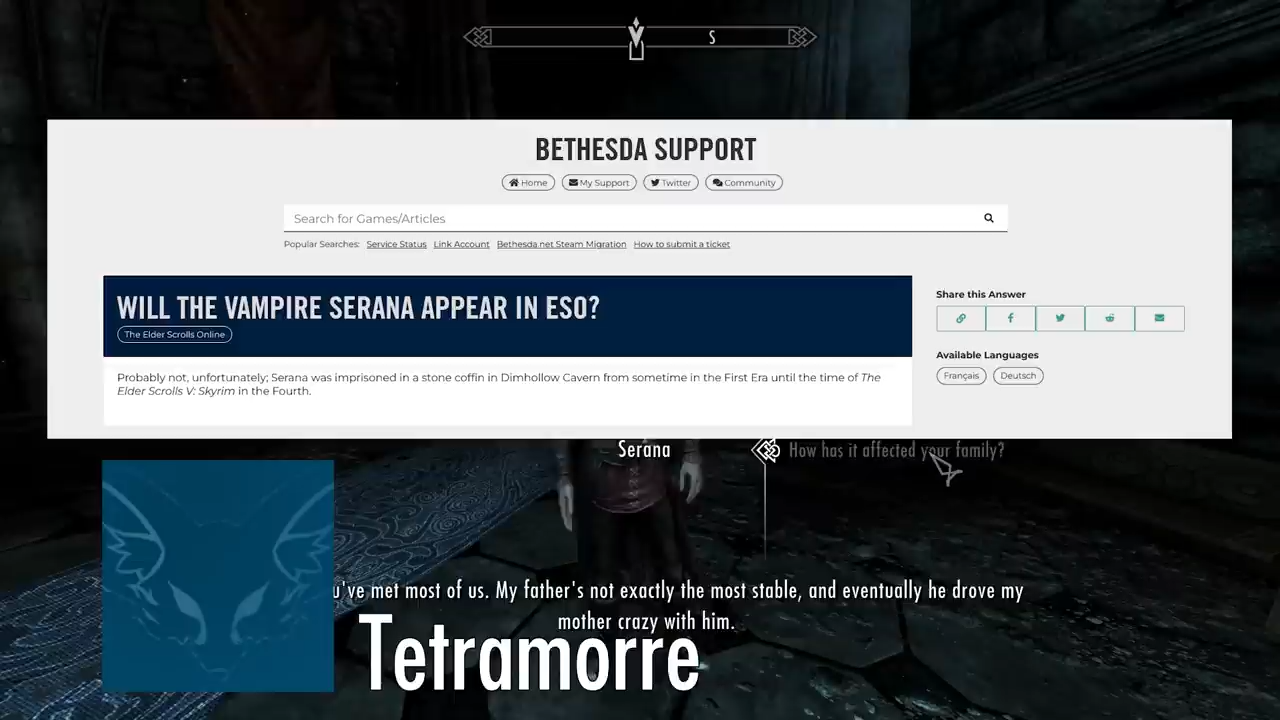 S
BETHESDA SUPPORT
Home My Support Twitter Community
Search for Games/Articles
Popular Searches: Service Status Link Account Bethesda.net Steam Migration How to submit a ticket
WILL THE VAMPIRE SERANA APPEAR IN ESO?
The Elder Scrolls Online
Probably not, unfortunately; Serana was imprisoned in a stone coffin in Dimhollow Cavern from sometime in the First Era until the time of The
Elder Scrolls V: Skyrim in the Fourth.
Share this Answer
Available Languages
Français Deutsch
Serana
How has it affected your family?
u've met most of us. My father's not exactly the most stable, and eventually he drove my
mother crazy with him.
Tetramorre